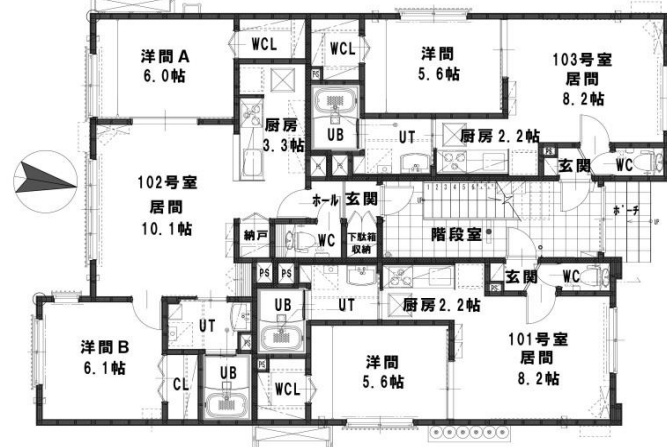 洋間A
6.0帖
WCL
WCL
洋間
5.6帖
103号室
居間
8.2帖
PS
UB
UT
厨房
3.3帖
厨房 2.2帖
PS
玄関
WC
102号室
居間
10.1帖
ホール
玄関
納戸
WC
下駄箱
収納
階段室
ポーチ
UP
PS
PS
UB
UT
厨房2.2帖
PS
玄関
WC
洋間B
6.1帖
UT
PS
CL
UB
PS
WCL
洋間
5.6帖
101号室
居間
8.2帖